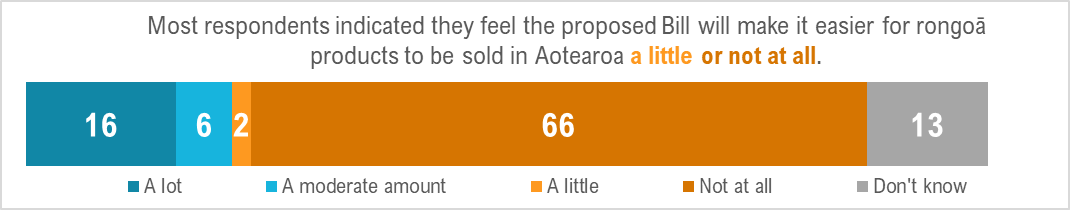 Most respondents indicated they feel the proposed Bill will make it easier for rongoā
products to be sold in Aotearoa a little or not at all.
16 6 2 66 13
A lot A moderate amount A little Not at all Don't know